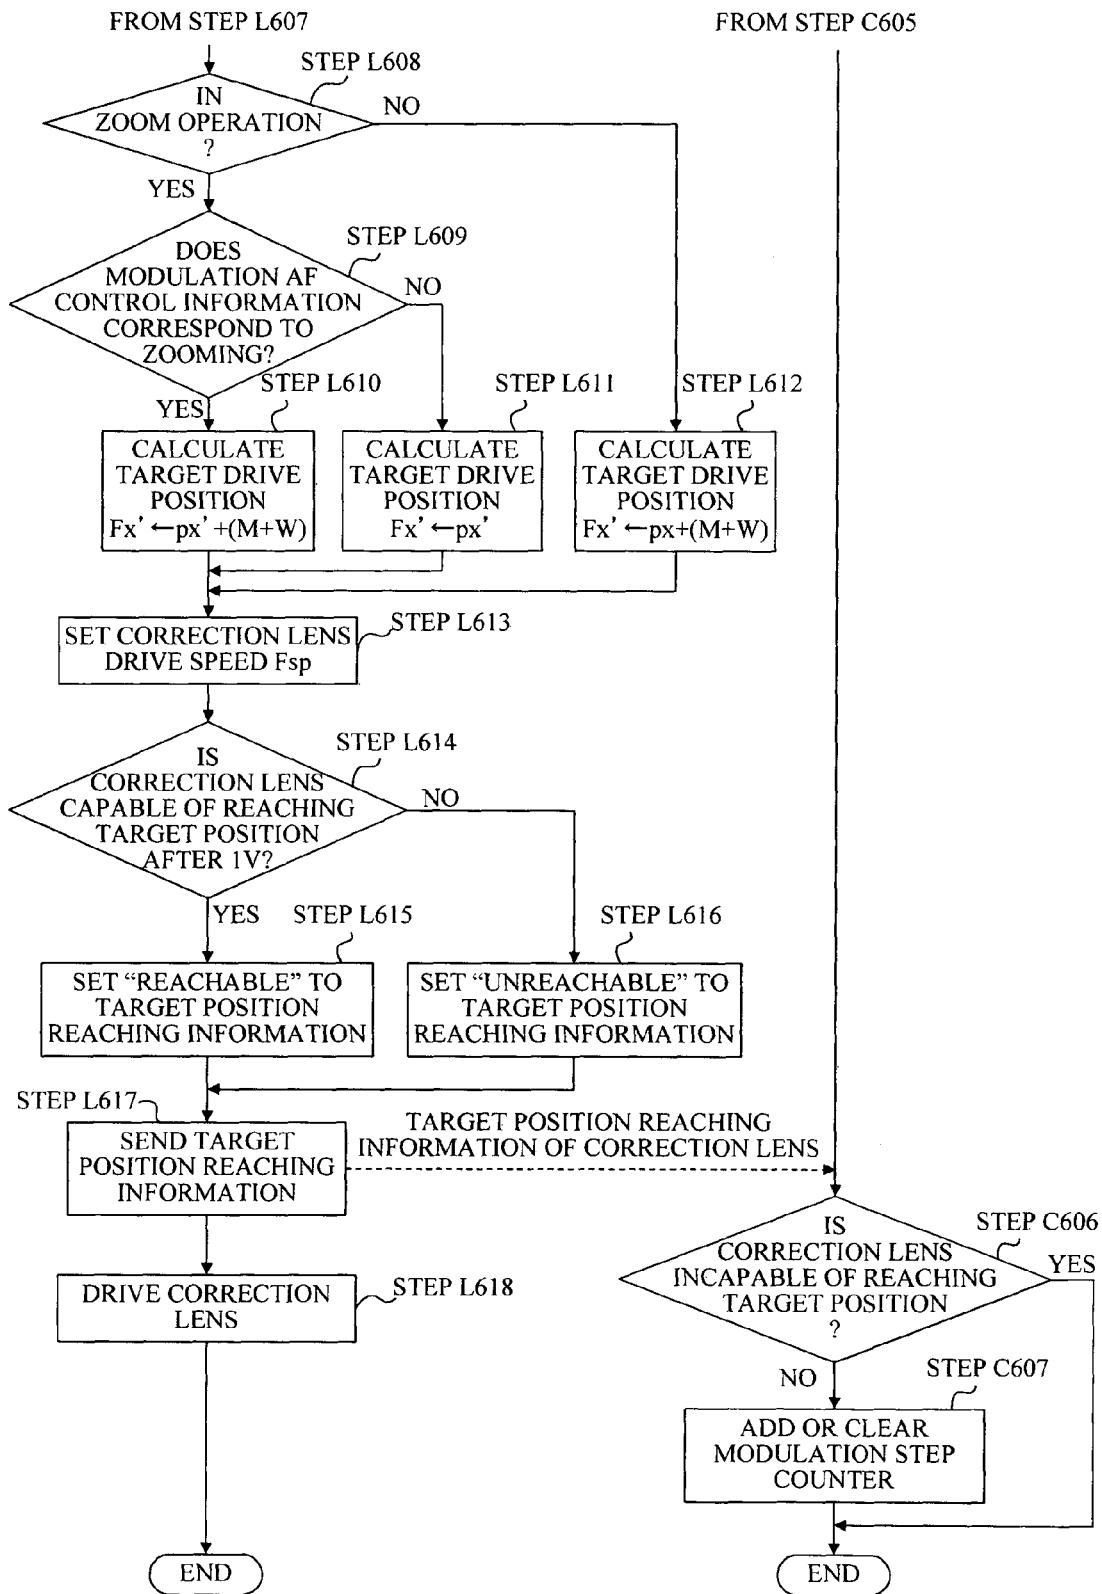 FROM STEP L607
FROM STEP C605
STEP L608
IN
ZOOM OPERATION
?
NO
YES
STEP L609
DOES
MODULATION AF
CONTROL INFORMATION
CORRESPOND TO
ZOOMING?
NO
YES
STEP L610
STEP L611
STEP L612
CALCULATE
TARGET DRIVE
POSITION
Fx' ←px' +(M+W)
CALCULATE
TARGET DRIVE
POSITION
Fx' ←px'
CALCULATE
TARGET DRIVE
POSITION
Fx' ←px+(M+W)
STEP L613
SET CORRECTION LENS
DRIVE SPEED Fsp
STEP L614
IS
CORRECTION LENS
CAPABLE OF REACHING
TARGET POSITION
AFTER 1V?
NO
YES
STEP L615
STEP L616
SET “REACHABLE” TO
TARGET POSITION
REACHING INFORMATION
SET “UNREACHABLE” TO
TARGET POSITION
REACHING INFORMATION
STEP L617
SEND TARGET
POSITION REACHING
INFORMATION
TARGET POSITION REACHING
INFORMATION OF CORRECTION LENS
STEP C606
IS
CORRECTION LENS
INCAPABLE OF REACHING
TARGET POSITION
?
YES
NO
STEP L618
DRIVE CORRECTION
LENS
STEP C607
ADD OR CLEAR
MODULATION STEP
COUNTER
END
END